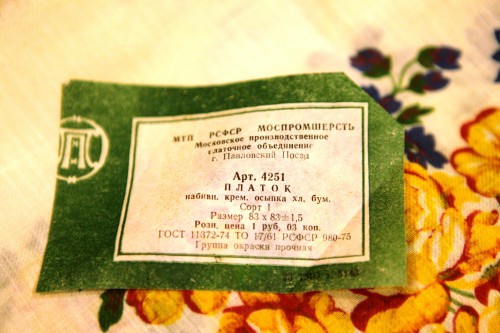 МТП РСФСР МОСПРОМШЕРСТЬ
Московское производственное
платочное объединение
г. Павловский Посад
Арт. 4251
ПЛАТОК
набивн. крем. осыпка хл. бум.
Сорт 1
Размер 83 х 83±1,5
Розн. цена 1 руб, 03 коп.
ГОСТ 11372-74 ТО 17/61 РСФСР 980-75
Группа окраски прочная